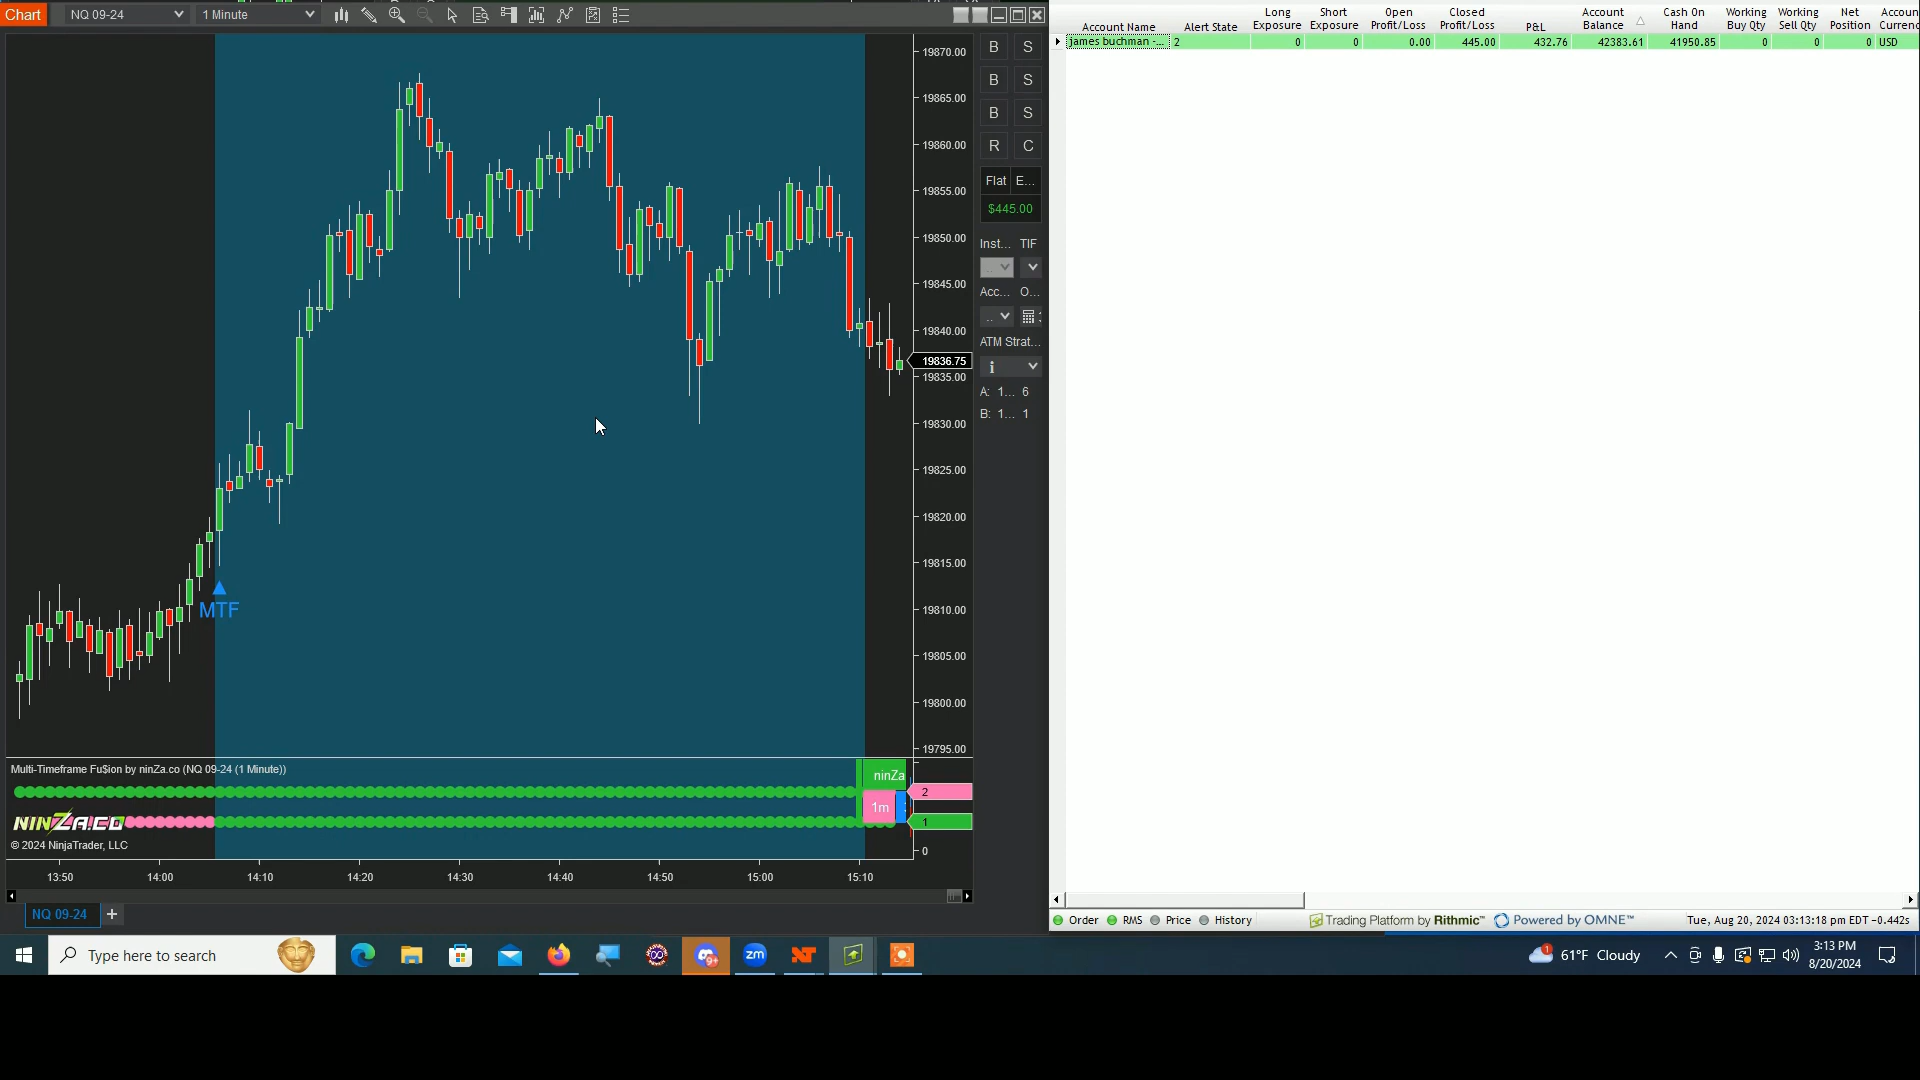 Chart NQ 09-24 1 Minute
19870.00
19865.00
19860.00
19855.00
19850.00
19845.00
19840.00
19836.75
19835.00
19830.00
19825.00
19820.00
19815.00
19810.00
19805.00
19800.00
19795.00
MTF
Multi-Timeframe Fu$ion by ninZa.co (NQ 09-24 (1 Minute))
ninZa
2
1m
NINZA.CO
1
© 2024 NinjaTrader, LLC
0
13:50 14:00 14:10 14:20 14:30 14:40 14:50 15:00 15:10
NQ 09-24 +
B S
B S
B S
R C
Flat E...
$445.00
Inst... TIF
Acc... O...
ATM Strat...
A: 1... 6
B: 1... 1
Account Name Alert State Long Exposure Short Exposure Open Profit/Loss Closed Profit/Loss P&L Account Balance Cash On Hand Working Buy Qty Working Sell Qty Net Position Accoun Currenc
james buchman -... 2 0 0 0.00 445.00 432.76 42383.61 41950.85 0 0 0 USD
Order RMS Price History Trading Platform by Rithmic™ Powered by OMNE™ Tue, Aug 20, 2024 03:13:18 pm EDT -0.442s
Type here to search
zm
61°F Cloudy
3:13 PM
8/20/2024